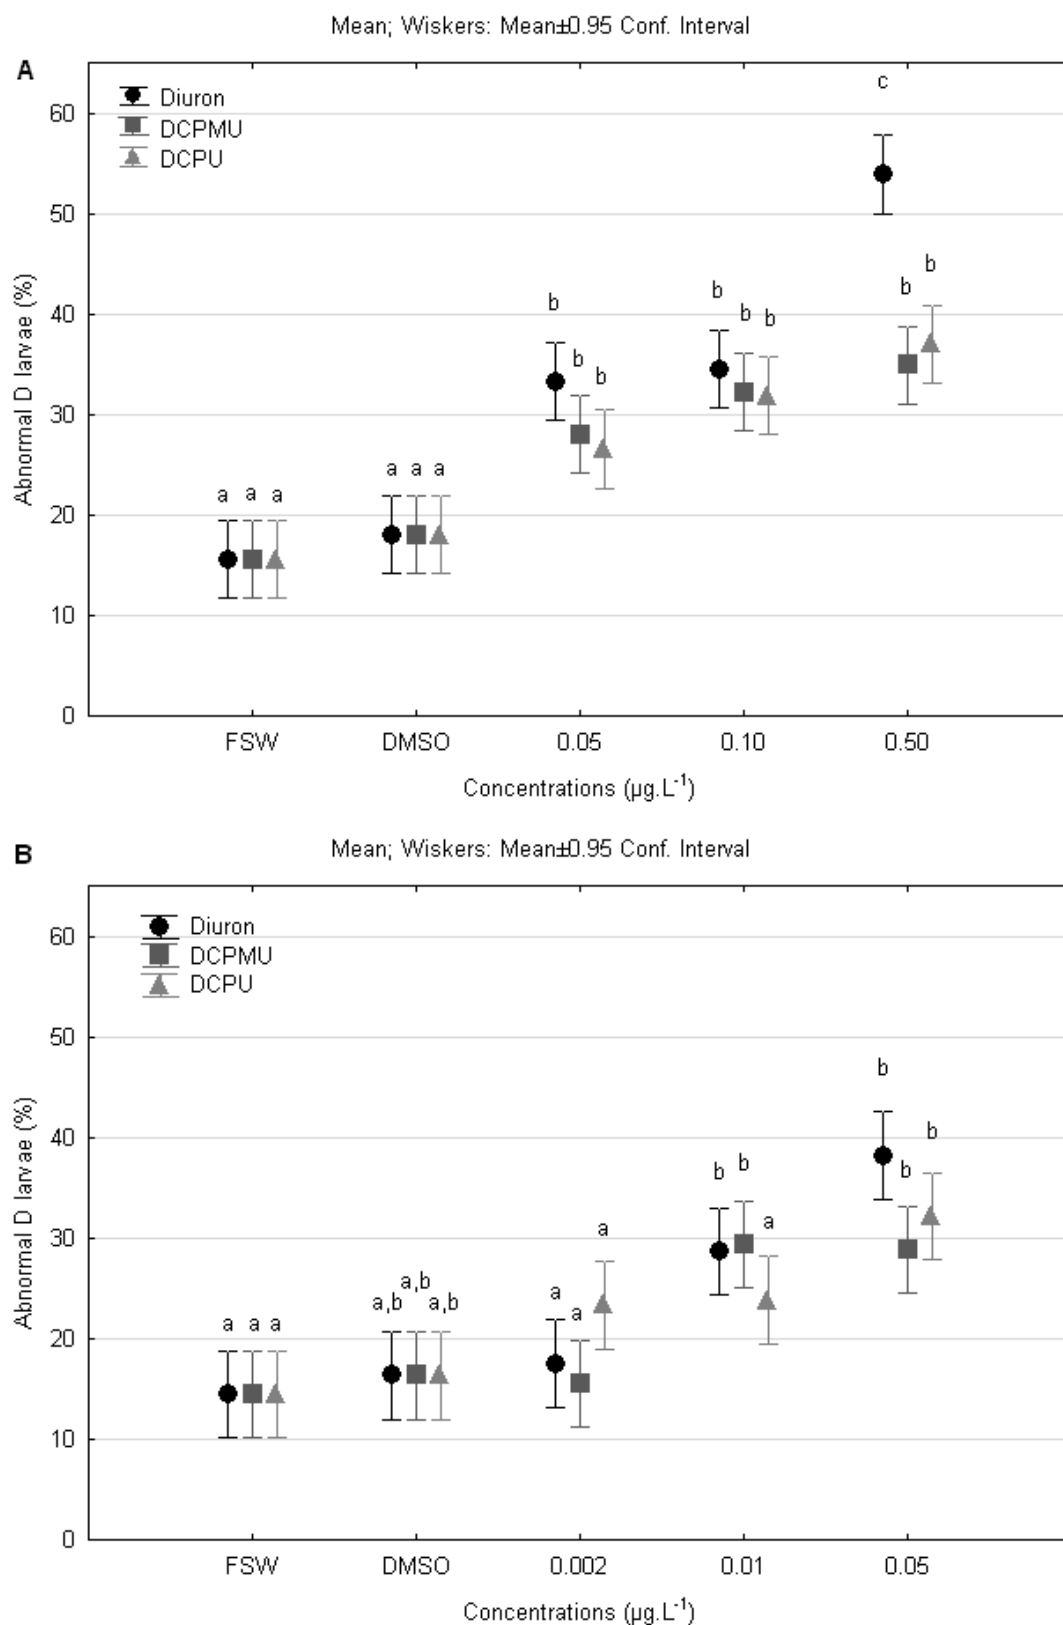 Mean; Wiskers: Mean±0.95 Conf. Interval
A
Diuron
DCPMU
DCPU
c
b b
b b b
b b b
a a a
a a a
60
50
40
30
20
10
0
Abnormal D larvae (%)
FSW DMSO 0.05 0.10 0.50
Concentrations (µg.L-1)
B
Mean; Wiskers: Mean±0.95 Conf. Interval
Diuron
DCPMU
DCPU
b b b
b b a
a a a
a,b a,b a,b
a a a
60
50
40
30
20
10
0
Abnormal D larvae (%)
FSW DMSO 0.002 0.01 0.05
Concentrations (µg.L-1)